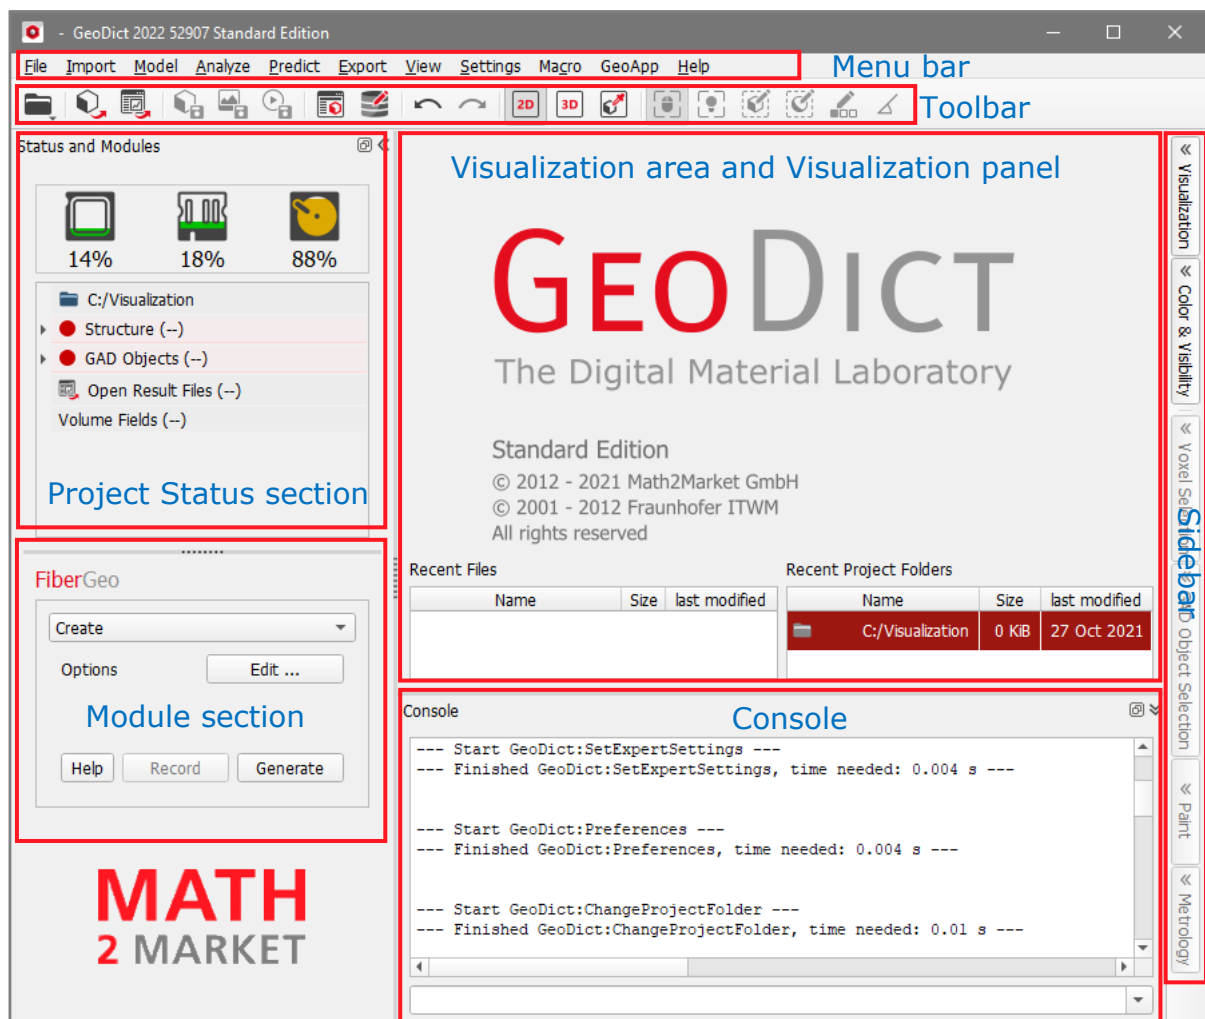 - GeoDict 2022 52907 Standard Edition
File Import Model Analyze Predict Export View Settings Macro GeoApp Help
Menu bar
2D 3D
Toolbar
Status and Modules
14% 18% 88%
C:/Visualization
Structure (--)
GAD Objects (--)
Open Result Files (--)
Volume Fields (--)
Project Status section
FiberGeo
Create
Options Edit ...
Module section
Help Record Generate
MATH
2 MARKET
Visualization area and Visualization panel
GEODICT
The Digital Material Laboratory
Standard Edition
© 2012 - 2021 Math2Market GmbH
© 2001 - 2012 Fraunhofer ITWM
All rights reserved
Recent Files
Name Size last modified
Recent Project Folders
Name Size last modified
C:/Visualization 0 KiB 27 Oct 2021
Console
Console
--- Start GeoDict:SetExpertSettings ---
--- Finished GeoDict:SetExpertSettings, time needed: 0.004 s ---
--- Start GeoDict:Preferences ---
--- Finished GeoDict:Preferences, time needed: 0.004 s ---
--- Start GeoDict:ChangeProjectFolder ---
--- Finished GeoDict:ChangeProjectFolder, time needed: 0.01 s ---
Visualization
Color & Visibility
Voxel Selection
GAD Object Selection
Paint
Metrology
Sidebar